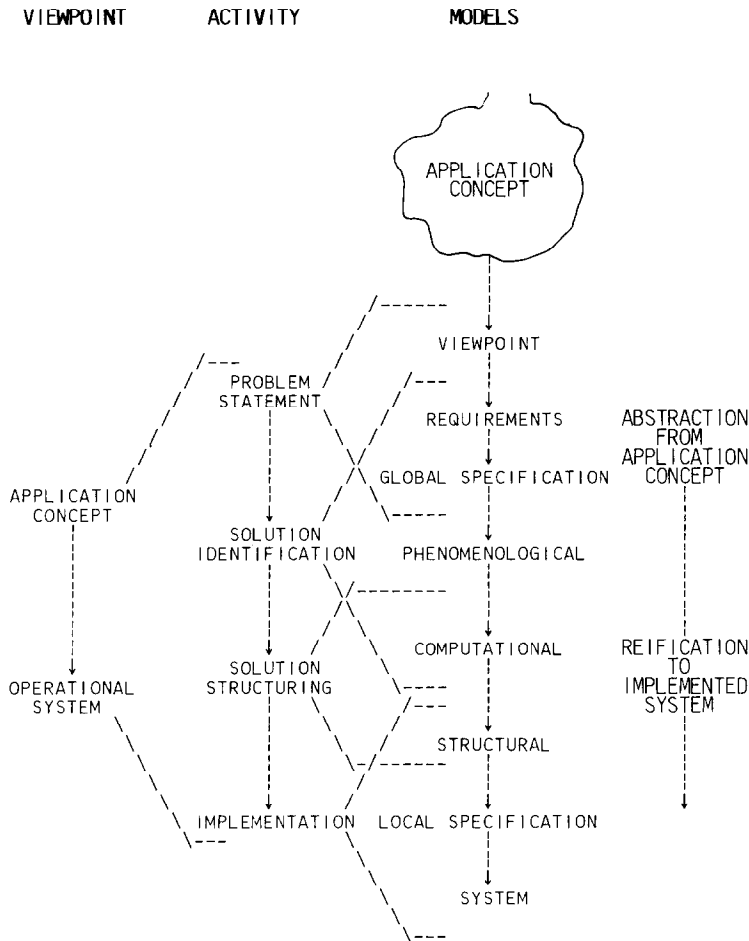 VIEWPOINT ACTIVITY MODELS
APPLICATION
CONCEPT
VIEWPOINT
PROBLEM
STATEMENT
REQUIREMENTS
ABSTRACTION
FROM
APPLICATION
CONCEPT
GLOBAL SPECIFICATION
APPLICATION
CONCEPT
SOLUTION
IDENTIFICATION
PHENOMENOLOGICAL
COMPUTATIONAL
REIFICATION
TO
IMPLEMENTED
SYSTEM
SOLUTION
STRUCTURING
OPERATIONAL
SYSTEM
STRUCTURAL
IMPLEMENTATION
LOCAL SPECIFICATION
SYSTEM